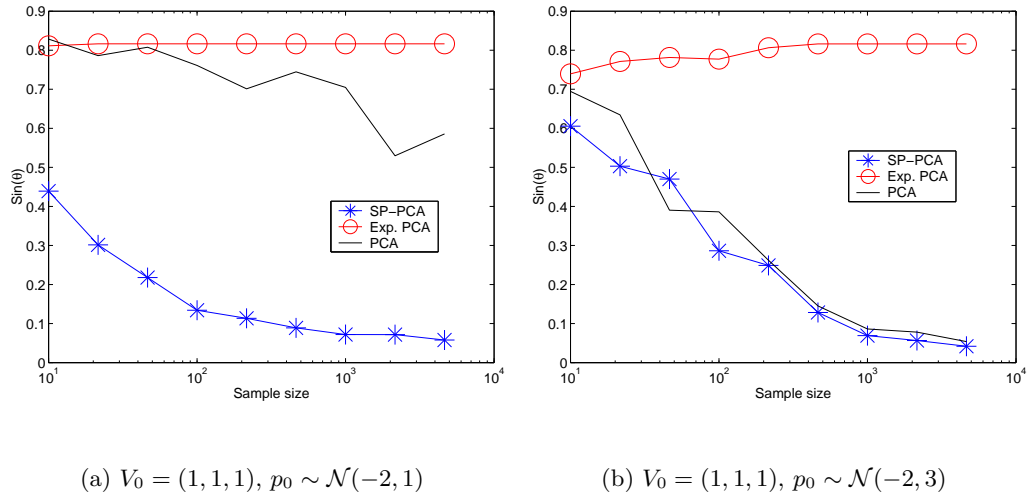 0.9
0.8
0.7
0.6
0.5
0.4
0.3
0.2
0.1
0
Sin(θ)
10^1
10^2
10^3
10^4
Sample size
SP−PCA
Exp. PCA
PCA
0.9
0.8
0.7
0.6
0.5
0.4
0.3
0.2
0.1
0
Sin(θ)
10^1
10^2
10^3
10^4
Sample size
SP−PCA
Exp. PCA
PCA
(a) V_0 = (1, 1, 1), p_0 ∼ 𝒩(−2, 1)
(b) V_0 = (1, 1, 1), p_0 ∼ 𝒩(−2, 3)